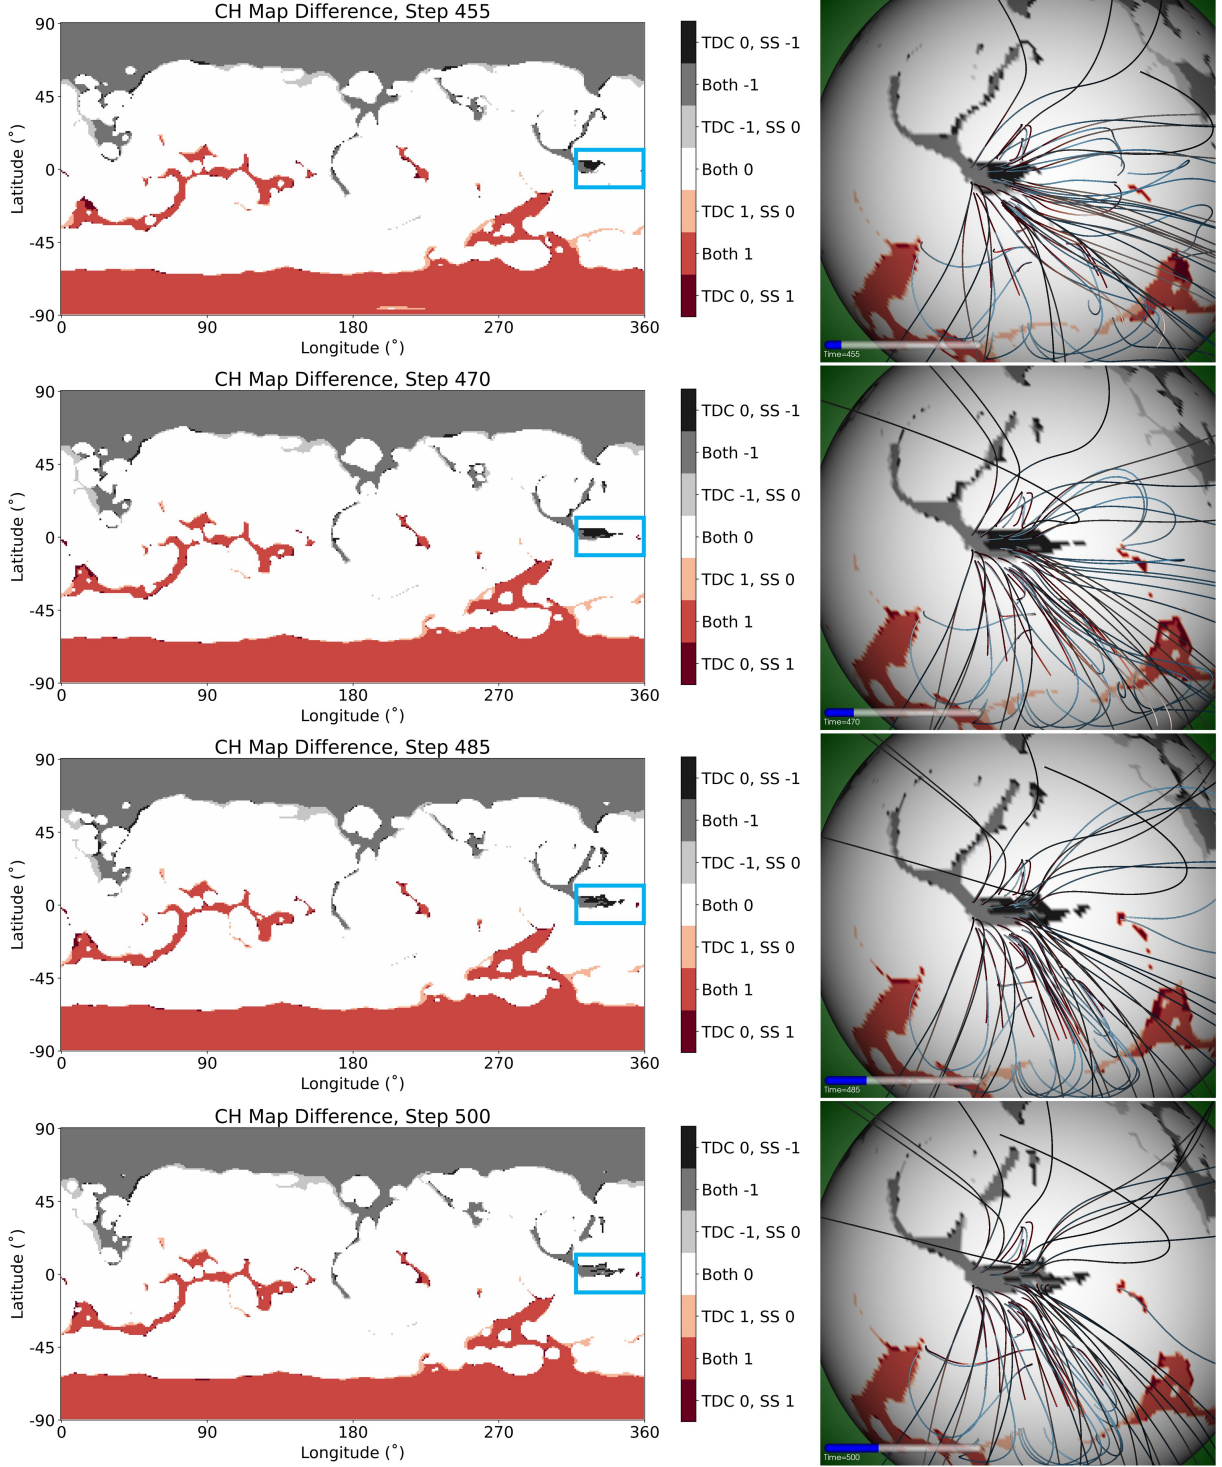 CH Map Difference, Step 455
90
45
0
-45
-90
Latitude (˚)
0 90 180 270 360
Longitude (˚)
TDC 0, SS -1
Both -1
TDC -1, SS 0
Both 0
TDC 1, SS 0
Both 1
TDC 0, SS 1
Time=455
CH Map Difference, Step 470
90
45
0
-45
-90
Latitude (˚)
0 90 180 270 360
Longitude (˚)
TDC 0, SS -1
Both -1
TDC -1, SS 0
Both 0
TDC 1, SS 0
Both 1
TDC 0, SS 1
Time=470
CH Map Difference, Step 485
90
45
0
-45
-90
Latitude (˚)
0 90 180 270 360
Longitude (˚)
TDC 0, SS -1
Both -1
TDC -1, SS 0
Both 0
TDC 1, SS 0
Both 1
TDC 0, SS 1
Time=485
CH Map Difference, Step 500
90
45
0
-45
-90
Latitude (˚)
0 90 180 270 360
Longitude (˚)
TDC 0, SS -1
Both -1
TDC -1, SS 0
Both 0
TDC 1, SS 0
Both 1
TDC 0, SS 1
Time=500